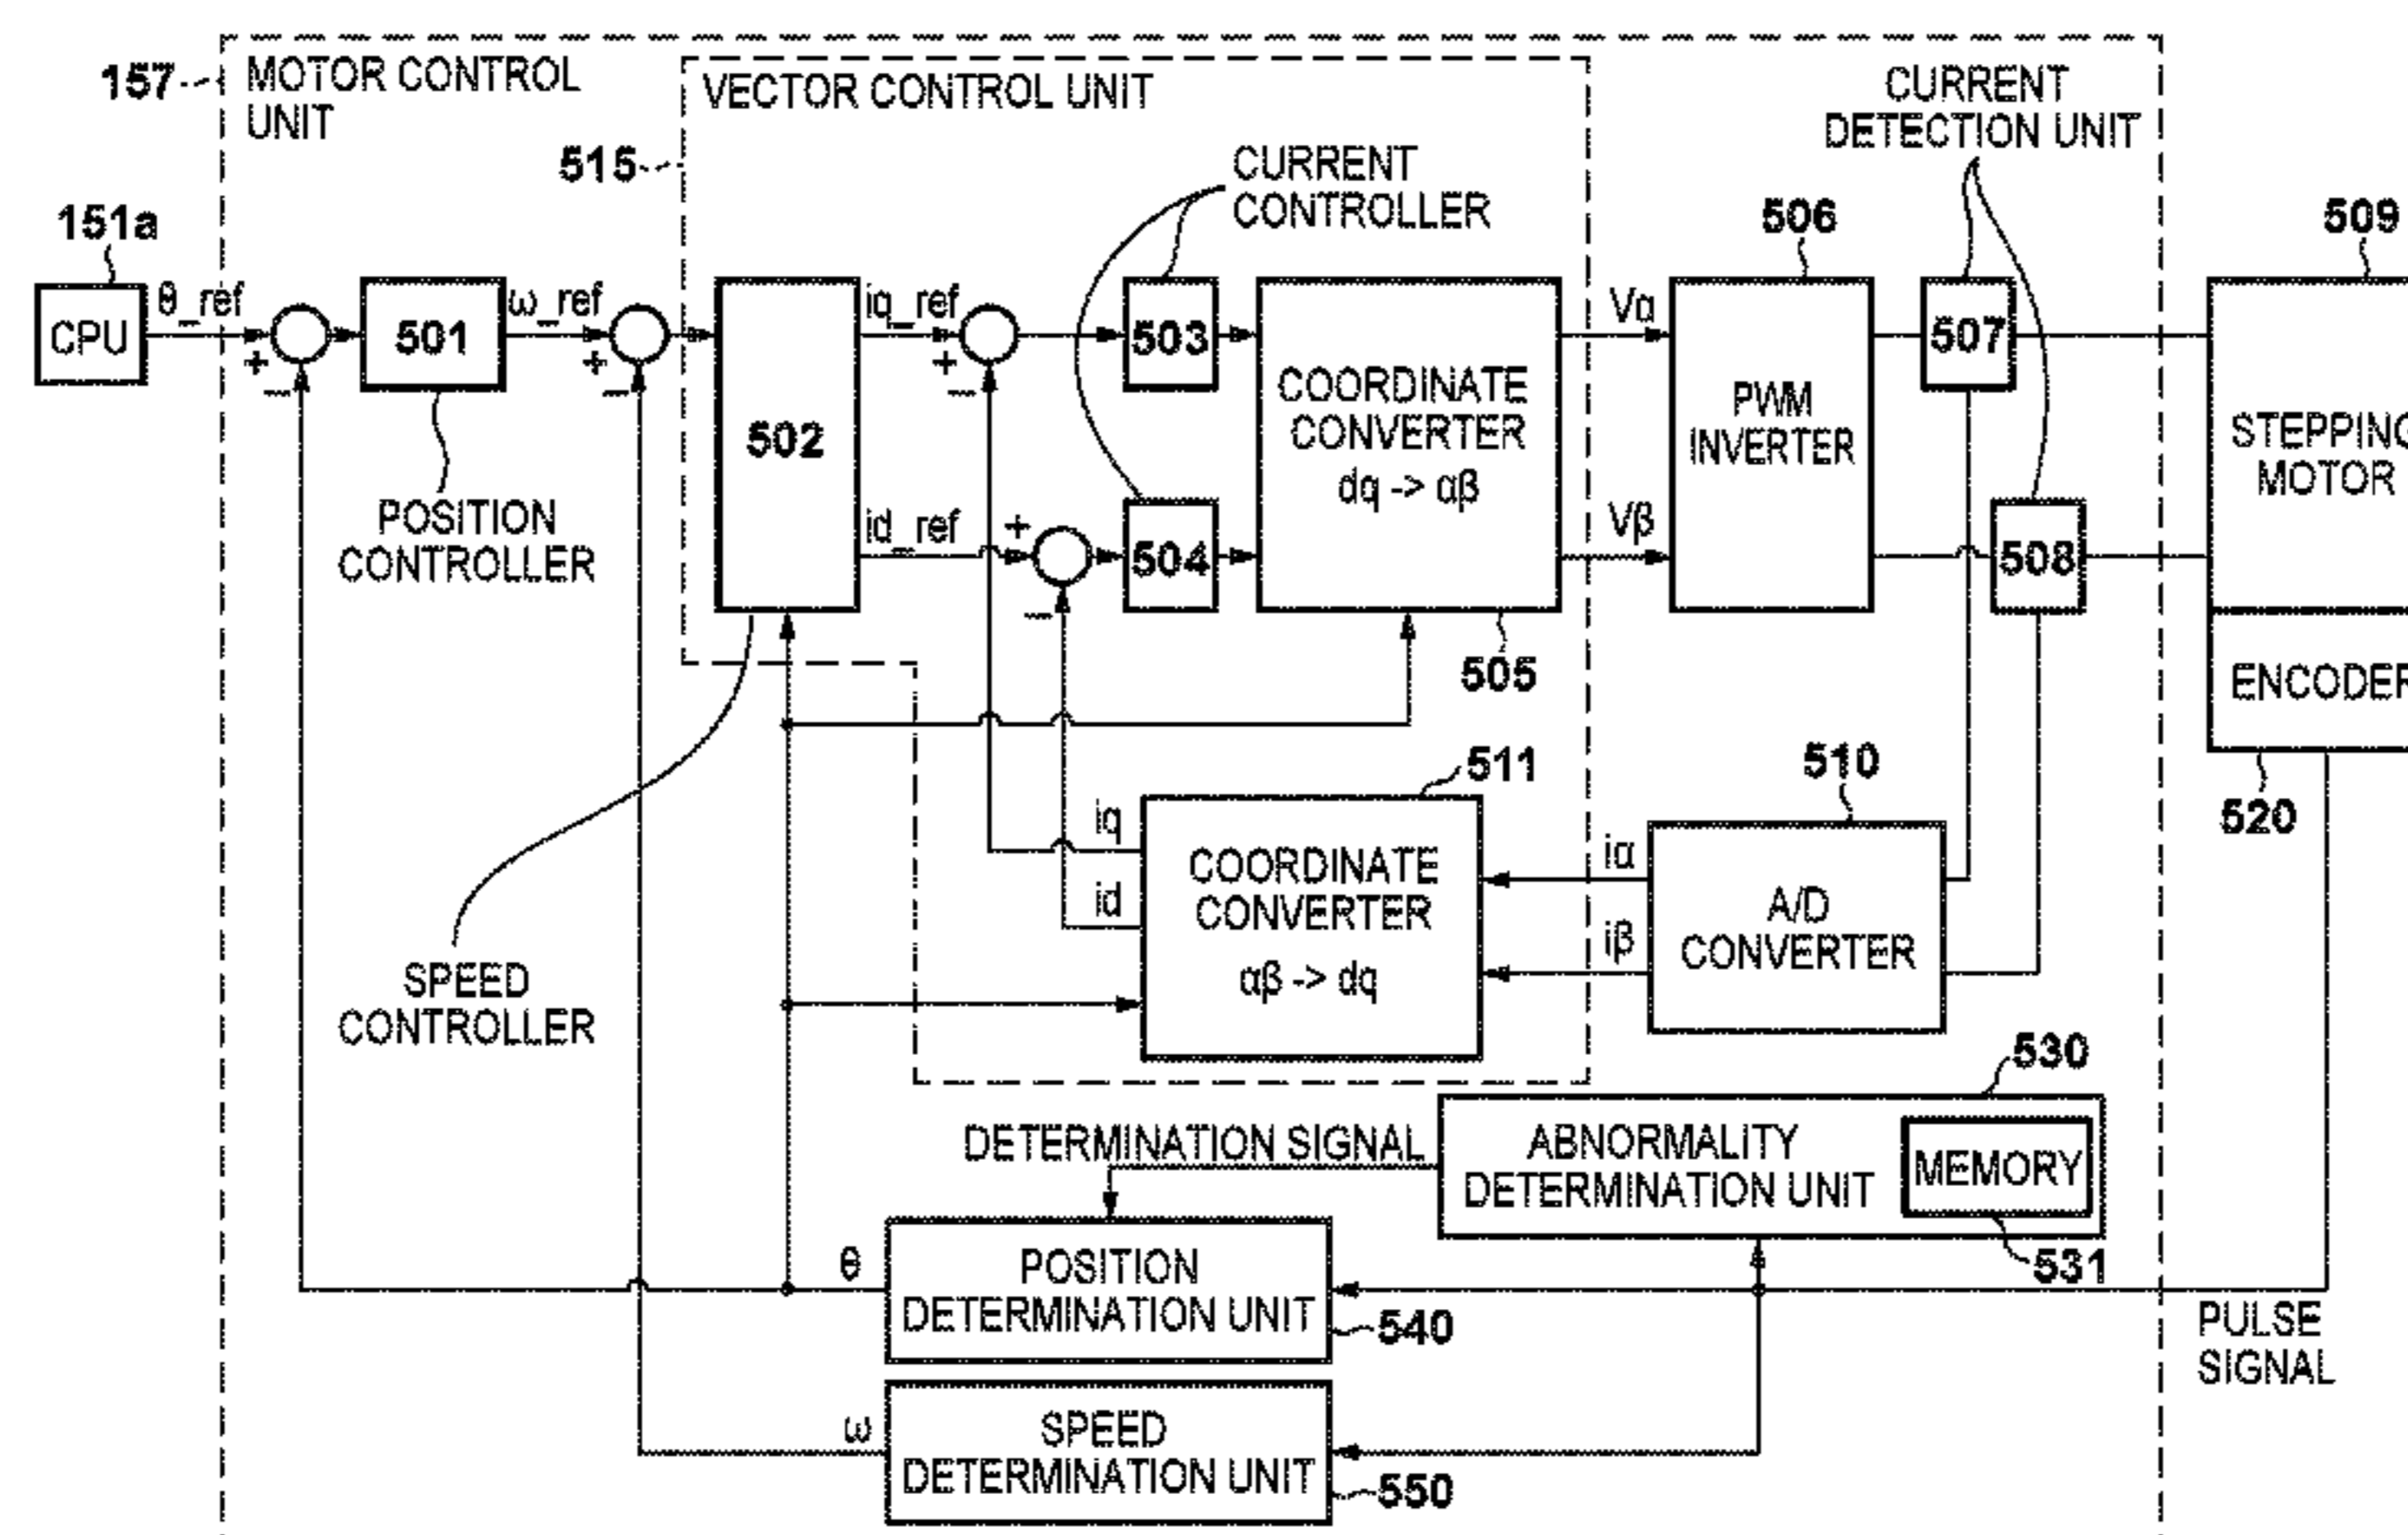 157
MOTOR CONTROL
UNIT
VECTOR CONTROL UNIT
CURRENT
DETECTION UNIT
515
CURRENT
CONTROLLER
151a
506
509
CPU
θ_ref
+
−
501
ω_ref
+
−
502
iq_ref
+
−
503
COORDINATE
CONVERTER
dq -> αβ
Vα
PWM
INVERTER
507
STEPPING
MOTOR
POSITION
CONTROLLER
id_ref
+
−
504
Vβ
508
505
ENCODER
520
511
510
iq
id
COORDINATE
CONVERTER
αβ -> dq
iα
iβ
A/D
CONVERTER
SPEED
CONTROLLER
530
DETERMINATION SIGNAL
ABNORMALITY
DETERMINATION UNIT
MEMORY
531
θ
POSITION
DETERMINATION UNIT
540
PULSE
SIGNAL
ω
SPEED
DETERMINATION UNIT
550